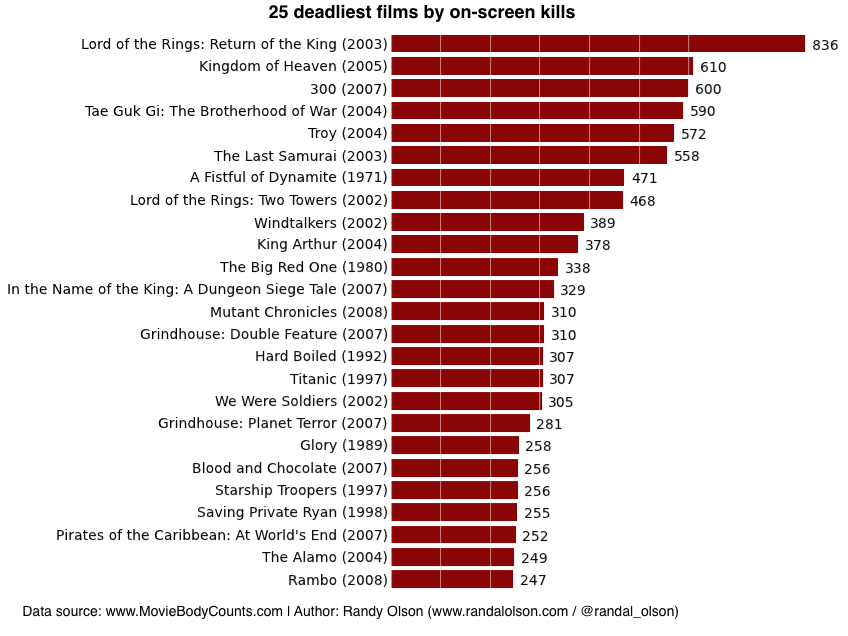 25 deadliest films by on-screen kills
Lord of the Rings: Return of the King (2003) 836
Kingdom of Heaven (2005) 610
300 (2007) 600
Tae Guk Gi: The Brotherhood of War (2004) 590
Troy (2004) 572
The Last Samurai (2003) 558
A Fistful of Dynamite (1971) 471
Lord of the Rings: Two Towers (2002) 468
Windtalkers (2002) 389
King Arthur (2004) 378
The Big Red One (1980) 338
In the Name of the King: A Dungeon Siege Tale (2007) 329
Mutant Chronicles (2008) 310
Grindhouse: Double Feature (2007) 310
Hard Boiled (1992) 307
Titanic (1997) 307
We Were Soldiers (2002) 305
Grindhouse: Planet Terror (2007) 281
Glory (1989) 258
Blood and Chocolate (2007) 256
Starship Troopers (1997) 256
Saving Private Ryan (1998) 255
Pirates of the Caribbean: At World's End (2007) 252
The Alamo (2004) 249
Rambo (2008) 247
Data source: www.MovieBodyCounts.com | Author: Randy Olson (www.randalolson.com / @randal_olson)